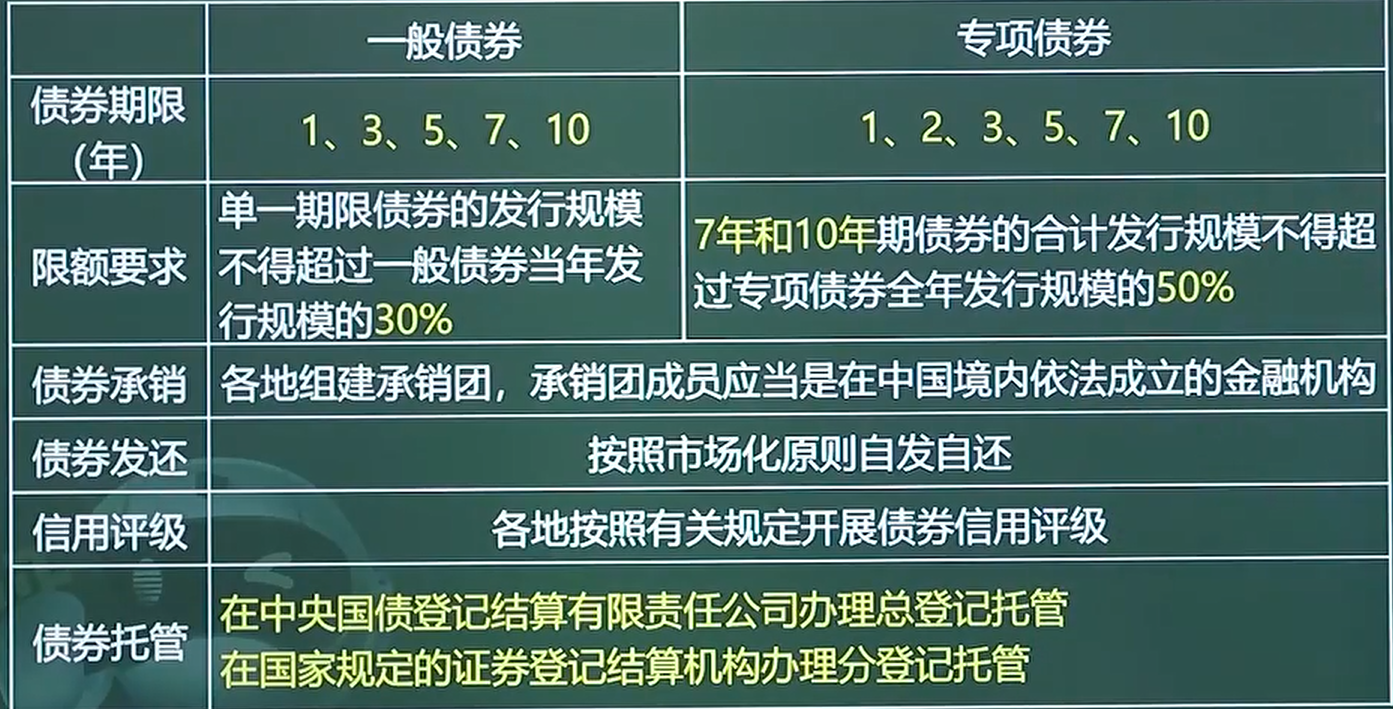 一般债券
专项债券
债券期限
（年）
1、3、5、7、10
1、2、3、5、7、10
限额要求
单一期限债券的发行规模
不得超过一般债券当年发
行规模的30%
7年和10年期债券的合计发行规模不得超
过专项债券全年发行规模的50%
债券承销
各地组建承销团，承销团成员应当是在中国境内依法成立的金融机构
债券发还
按照市场化原则自发自还
信用评级
各地按照有关规定开展债券信用评级
债券托管
在中央国债登记结算有限责任公司办理总登记托管
在国家规定的证券登记结算机构办理分登记托管